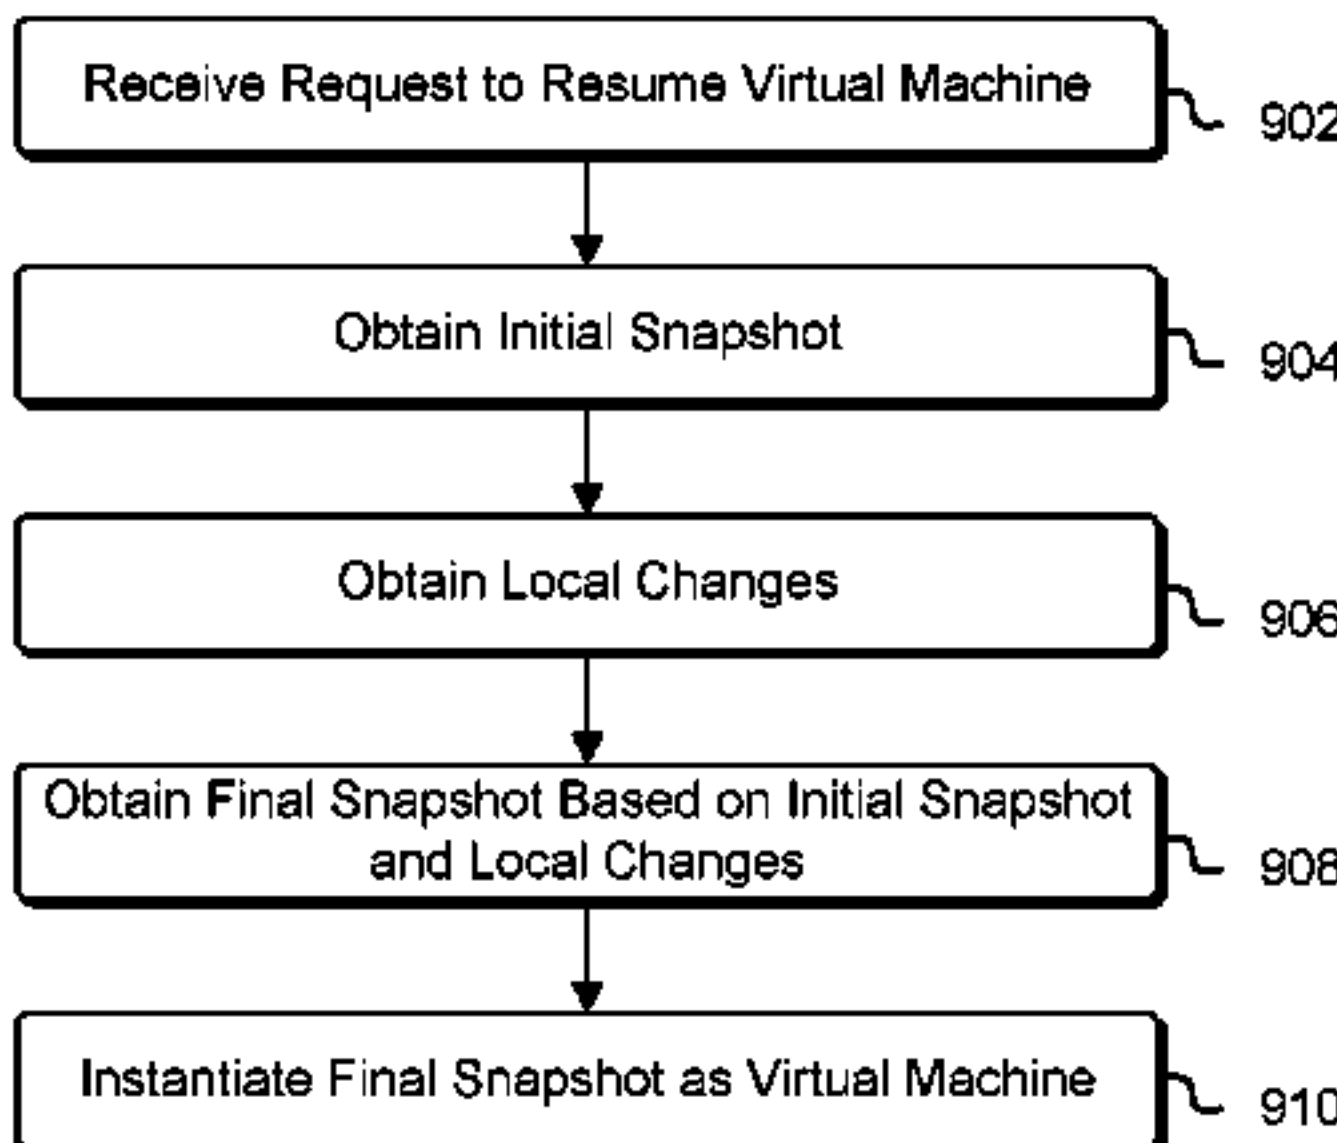 Receive Request to Resume Virtual Machine
902
Obtain Initial Snapshot
904
Obtain Local Changes
906
Obtain Final Snapshot Based on Initial Snapshot
and Local Changes
908
Instantiate Final Snapshot as Virtual Machine
910